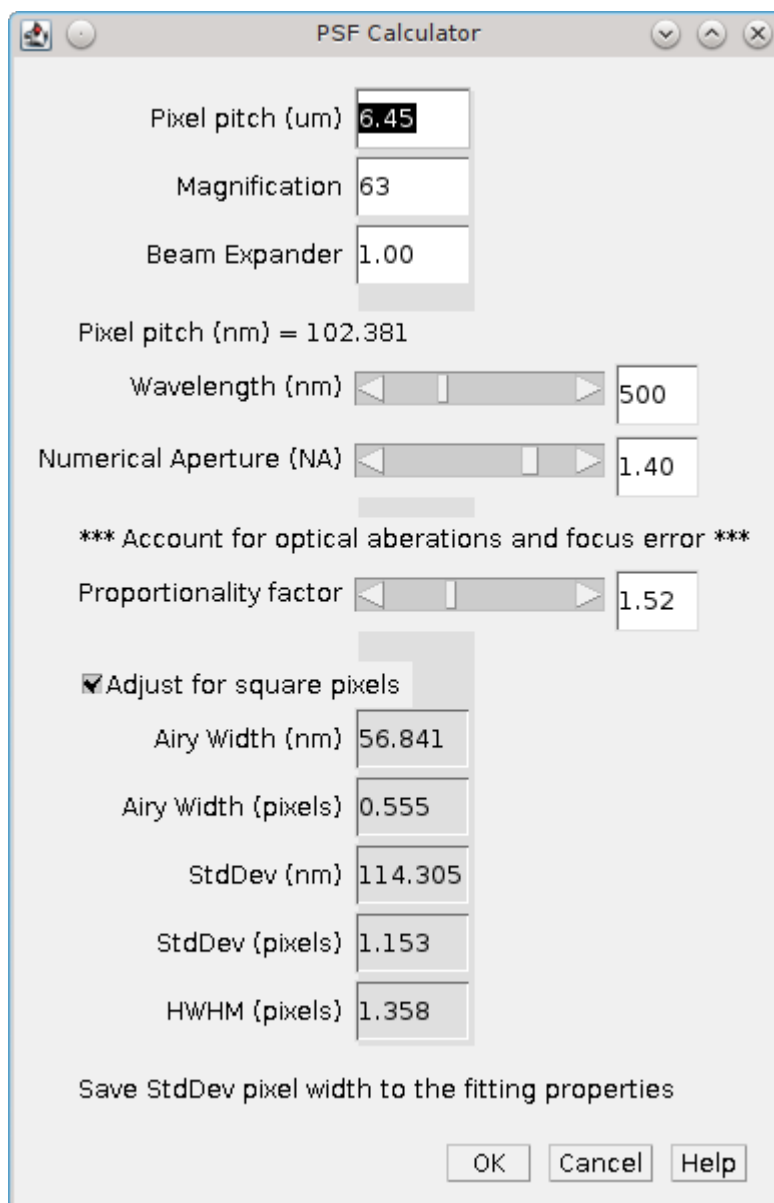 PSF Calculator
Pixel pitch (um) 6.45
Magnification 63
Beam Expander 1.00
Pixel pitch (nm) = 102.381
Wavelength (nm) 500
Numerical Aperture (NA) 1.40
*** Account for optical aberations and focus error ***
Proportionality factor 1.52
Adjust for square pixels
Airy Width (nm) 56.841
Airy Width (pixels) 0.555
StdDev (nm) 114.305
StdDev (pixels) 1.153
HWHM (pixels) 1.358
Save StdDev pixel width to the fitting properties
OK Cancel Help